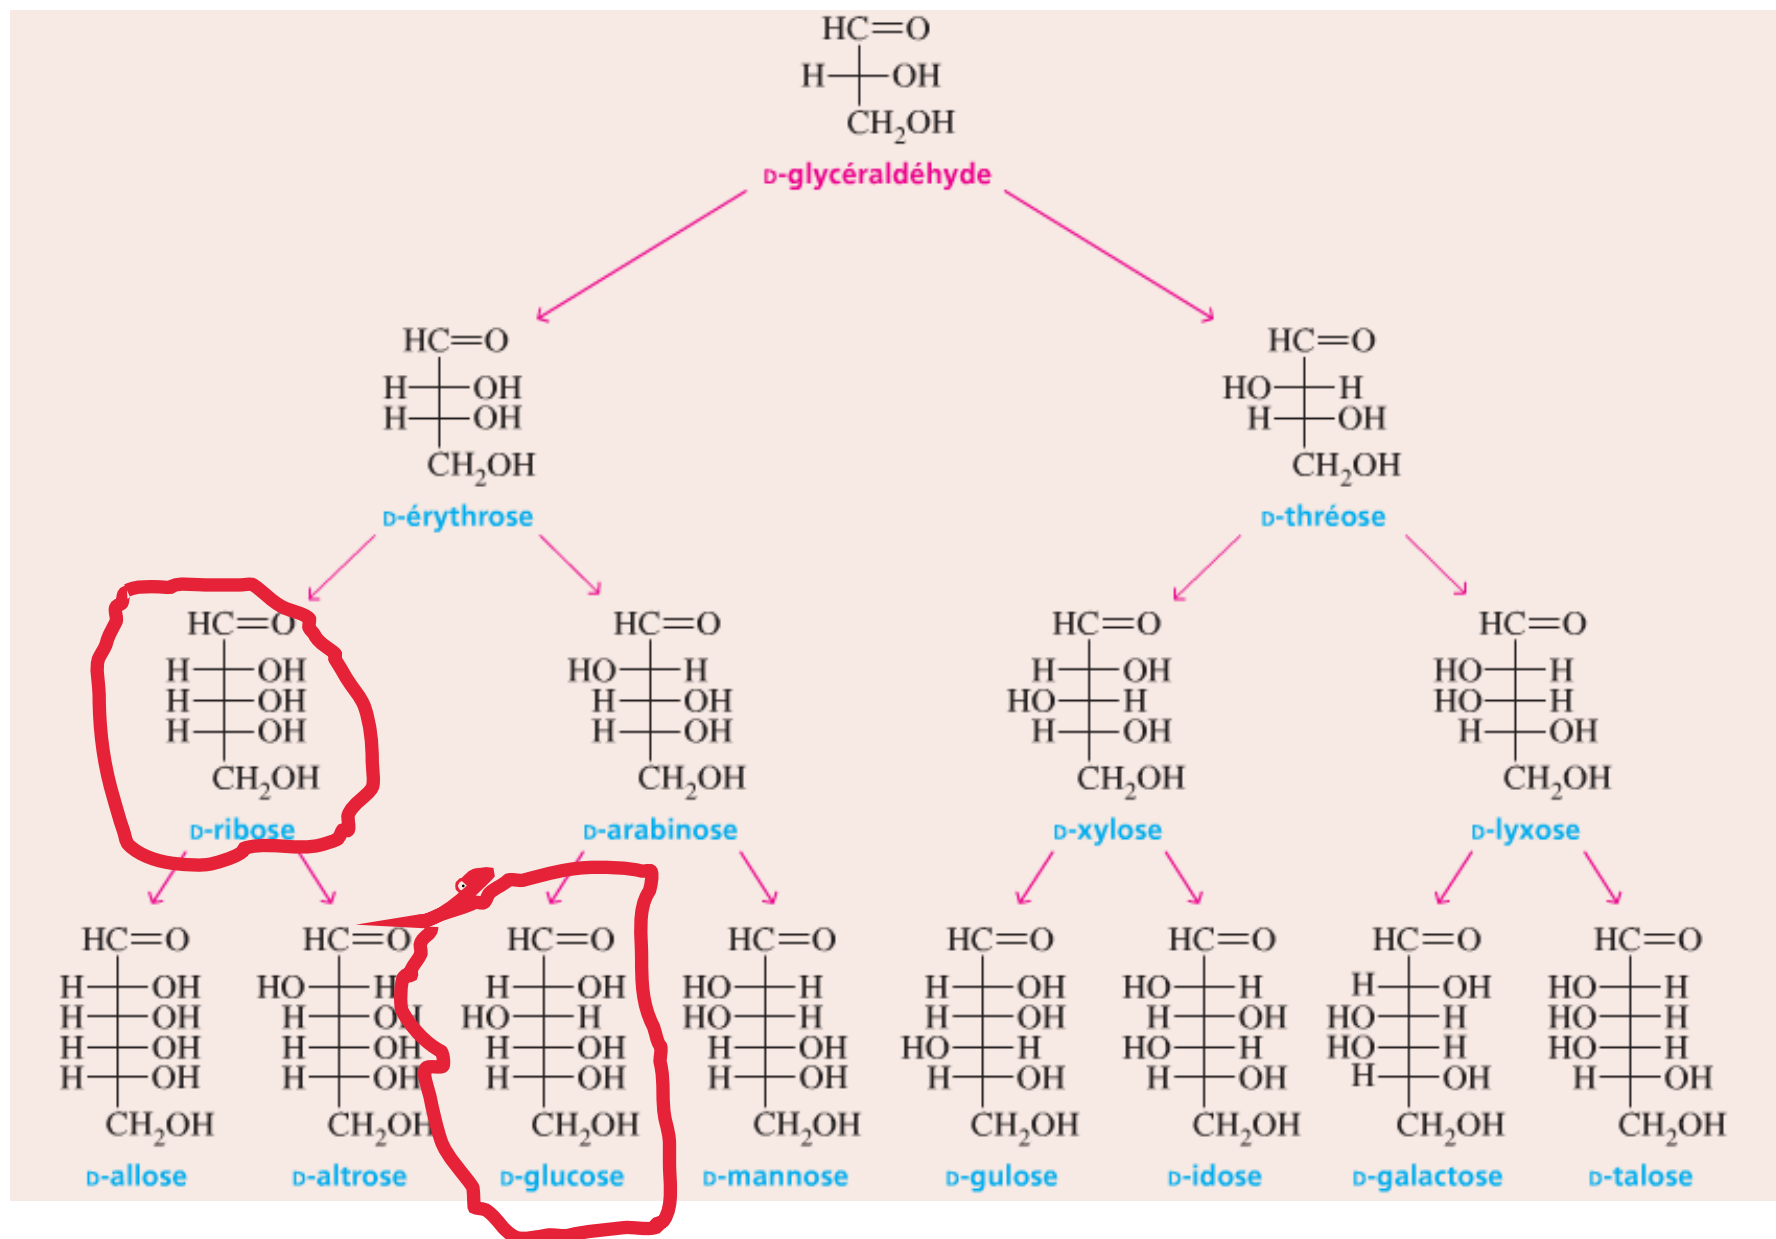 HC=O
H OH
CH2OH
D-glycéraldéhyde
HC=O HC=O
H OH HO H
H OH H OH
CH2OH CH2OH
D-érythrose D-thréose
HC=O HC=O HC=O HC=O
H OH HO H H OH HO H
H OH H OH HO H HO H
H OH H OH H OH H OH
CH2OH CH2OH CH2OH CH2OH
D-ribose D-arabinose D-xylose D-lyxose
HC=O HC=O HC=O HC=O HC=O HC=O HC=O HC=O
H OH HO H H OH HO H H OH HO H H OH HO H
H OH H OH HO H HO H H OH H OH HO H HO H
H OH H OH H OH H OH HO H HO H HO H HO H
H OH H OH H OH H OH H OH H OH H OH H OH
CH2OH CH2OH CH2OH CH2OH CH2OH CH2OH CH2OH CH2OH
D-allose D-altrose D-glucose D-mannose D-gulose D-idose D-galactose D-talose